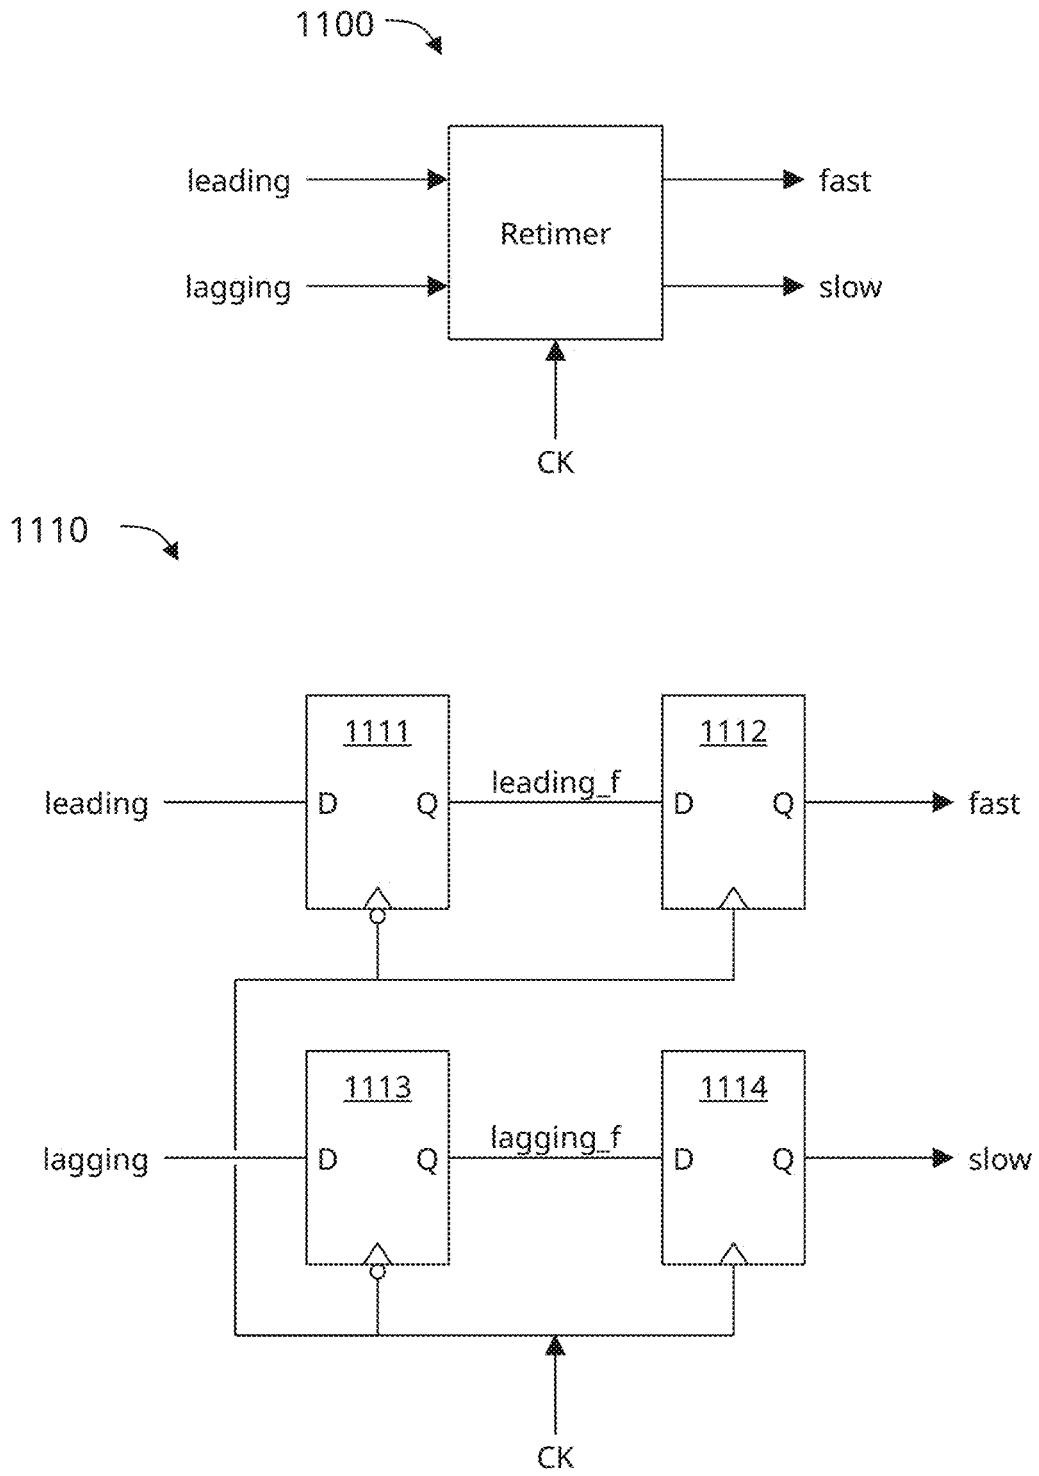 1100
leading
fast
Retimer
lagging
slow
CK
1110
1111
1112
leading_f
leading
D
Q
D
Q
fast
1113
1114
lagging_f
lagging
D
Q
D
Q
slow
CK